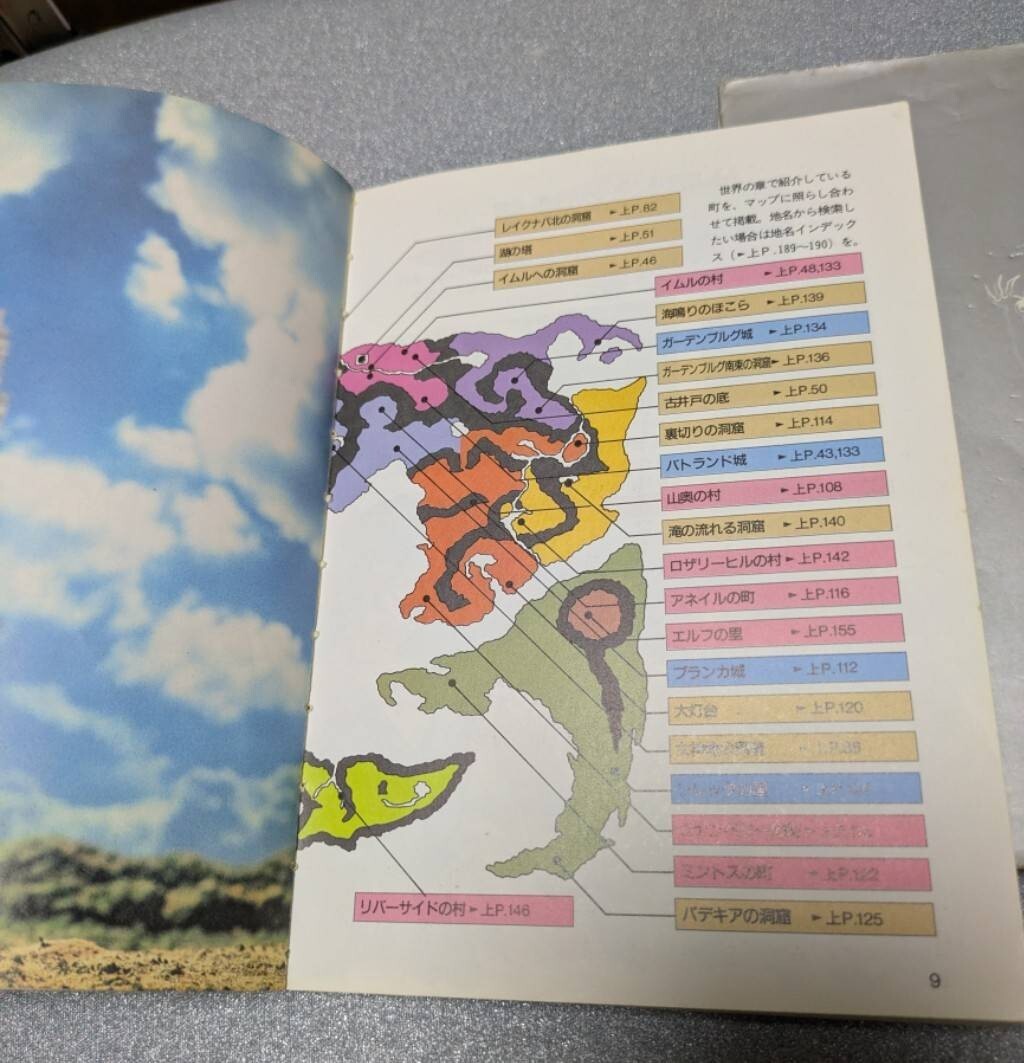 世界の章で紹介している
町を、マップに照らし合わ
せて掲載。地名から検索し
たい場合は地名インデック
ス(►上P.189〜190)を。
レイクナバ北の洞窟 ►上P.62
湖の塔 ►上P.51
イムルへの洞窟 ►上P.46
イムルの村 ►上P.48,133
海鳴りのほこら ►上P.139
ガーデンブルグ城 ►上P.134
ガーデンブルグ南東の洞窟►上P.136
古井戸の底 ►上P.50
裏切りの洞窟 ►上P.114
バトランド城 ►上P.43,133
山奥の村 ►上P.108
滝の流れる洞窟 ►上P.140
ロザリーヒルの村►上P.142
アネイルの町 ►上P.116
エルフの里 ►上P.155
ブランカ城 ►上P.112
大灯台 ►上P.120
ミントスの町 ►上P.122
パデキアの洞窟 ►上P.125
リバーサイドの村►上P.146
9